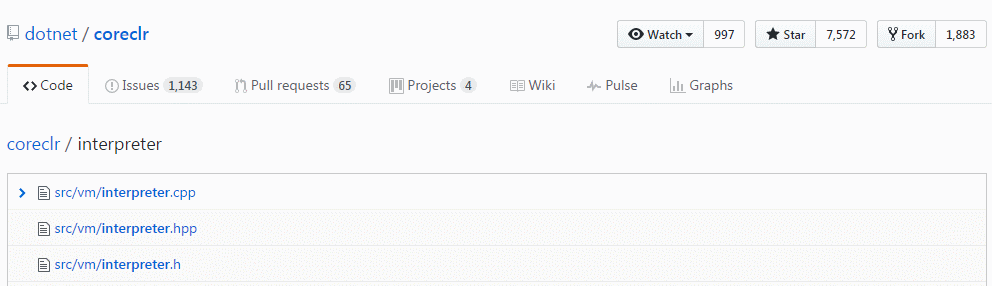 dotnet / coreclr Watch 997 Star 7,572 Fork 1,883
Code Issues 1,143 Pull requests 65 Projects 4 Wiki Pulse Graphs
coreclr / interpreter
src/vm/interpreter.cpp
src/vm/interpreter.hpp
src/vm/interpreter.h